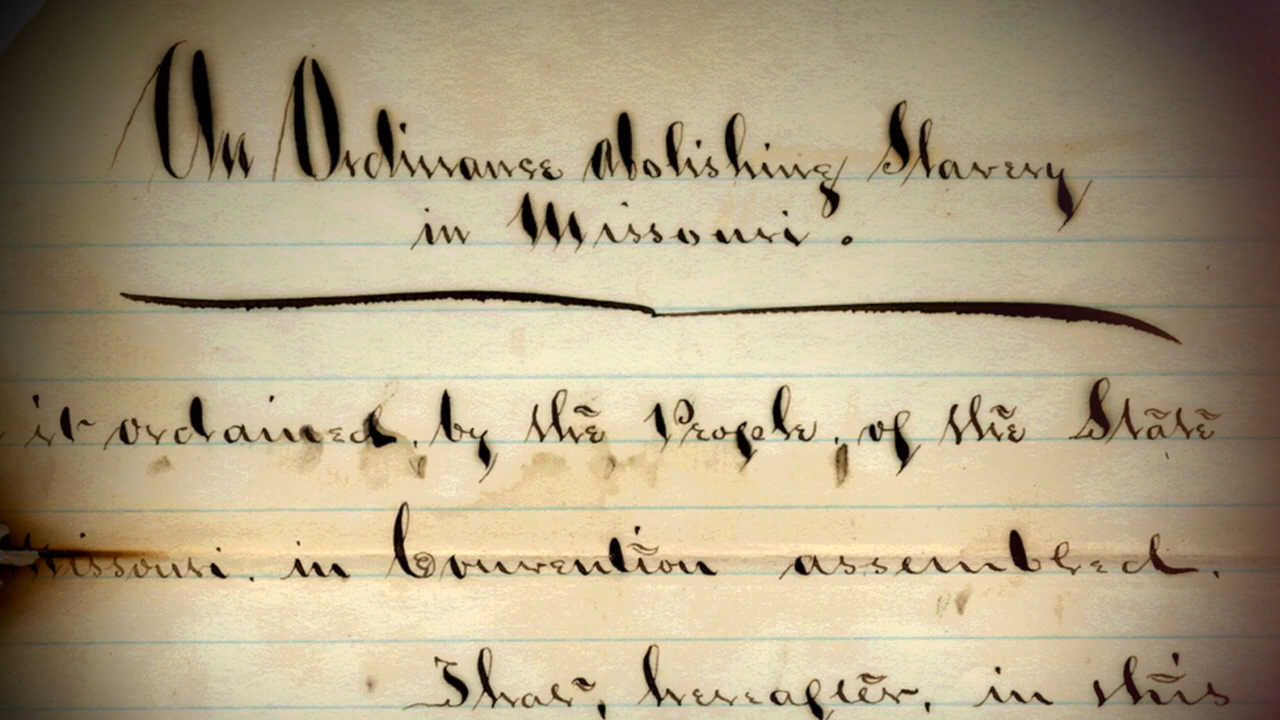 An Ordinance abolishing Slavery
in Missouri.
it ordained, by the People, of the State
Missouri. in Convention assembled.
That, hereafter, in this